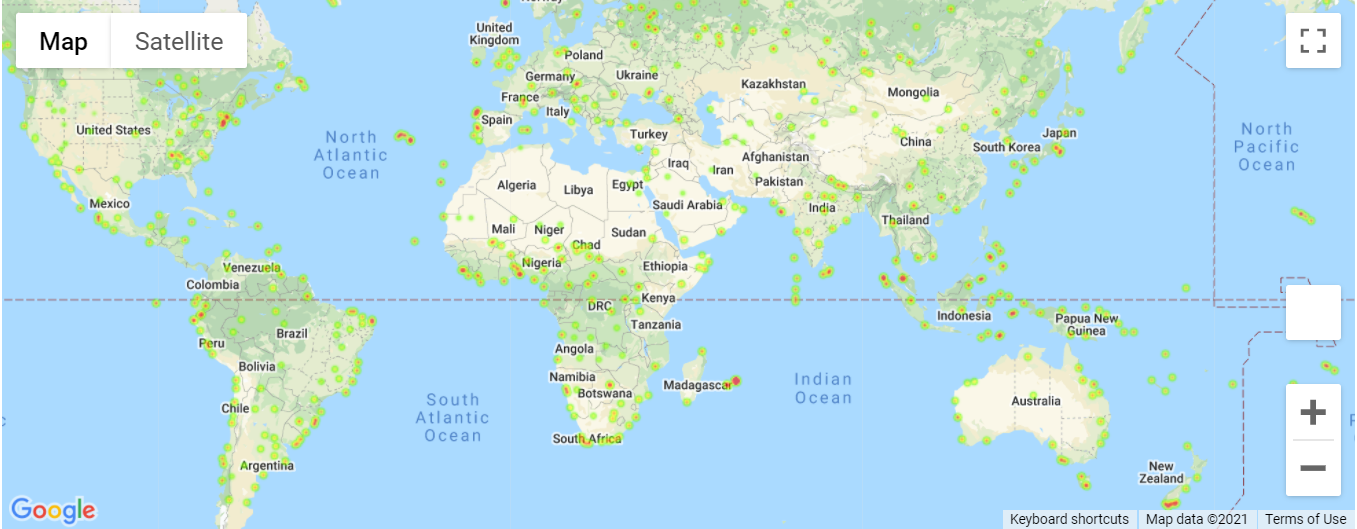 Map
Satellite
Norway
United
Kingdom
Poland
Germany
Ukraine
France
Kazakhstan
Mongolia
Italy
Spain
United States
North
Atlantic
Ocean
Turkey
China
Japan
South Korea
North
Pacific
Ocean
Iraq
Iran
Afghanistan
Pakistan
Algeria
Libya
Egypt
Saudi Arabia
India
Mexico
Thailand
Mali
Niger
Sudan
Chad
Nigeria
Ethiopia
Venezuela
Colombia
Kenya
DRC
Indonesia
Papua New
Guinea
Tanzania
Brazil
Peru
Angola
Bolivia
Namibia
Botswana
Madagascar
Indian
Ocean
Australia
South
Atlantic
Ocean
Chile
South Africa
Argentina
New
Zealand
Google
Keyboard shortcuts
Map data ©2021
Terms of Use